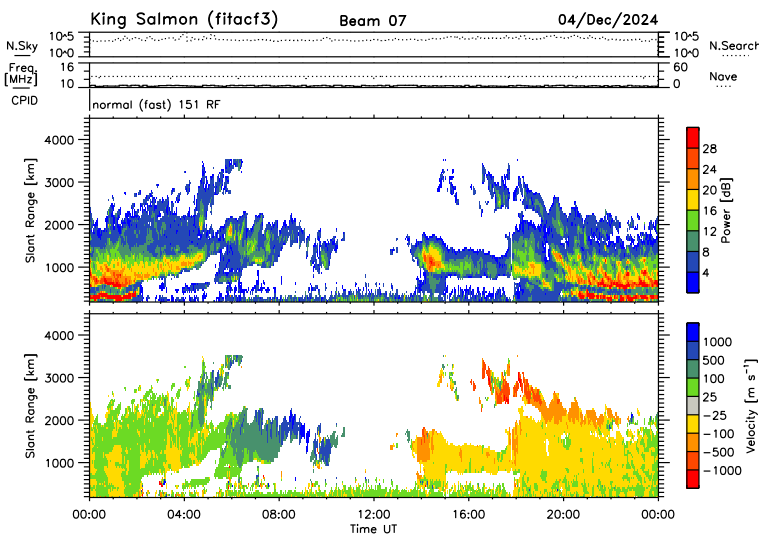 King Salmon (fitacf3) Beam 07 04/Dec/2024
N.Sky 10^5 10^0 10^5 10^0 N.Search
Freq. [MHz] 16 10 60 0 Nave
CPID normal (fast) 151 RF
Slant Range [km] 4000 3000 2000 1000
Power [dB] 28 24 20 16 12 8 4
Slant Range [km] 4000 3000 2000 1000
Velocity [m s⁻¹] 1000 500 100 25 −25 −100 −500 −1000
00:00 04:00 08:00 12:00 16:00 20:00 00:00
Time UT